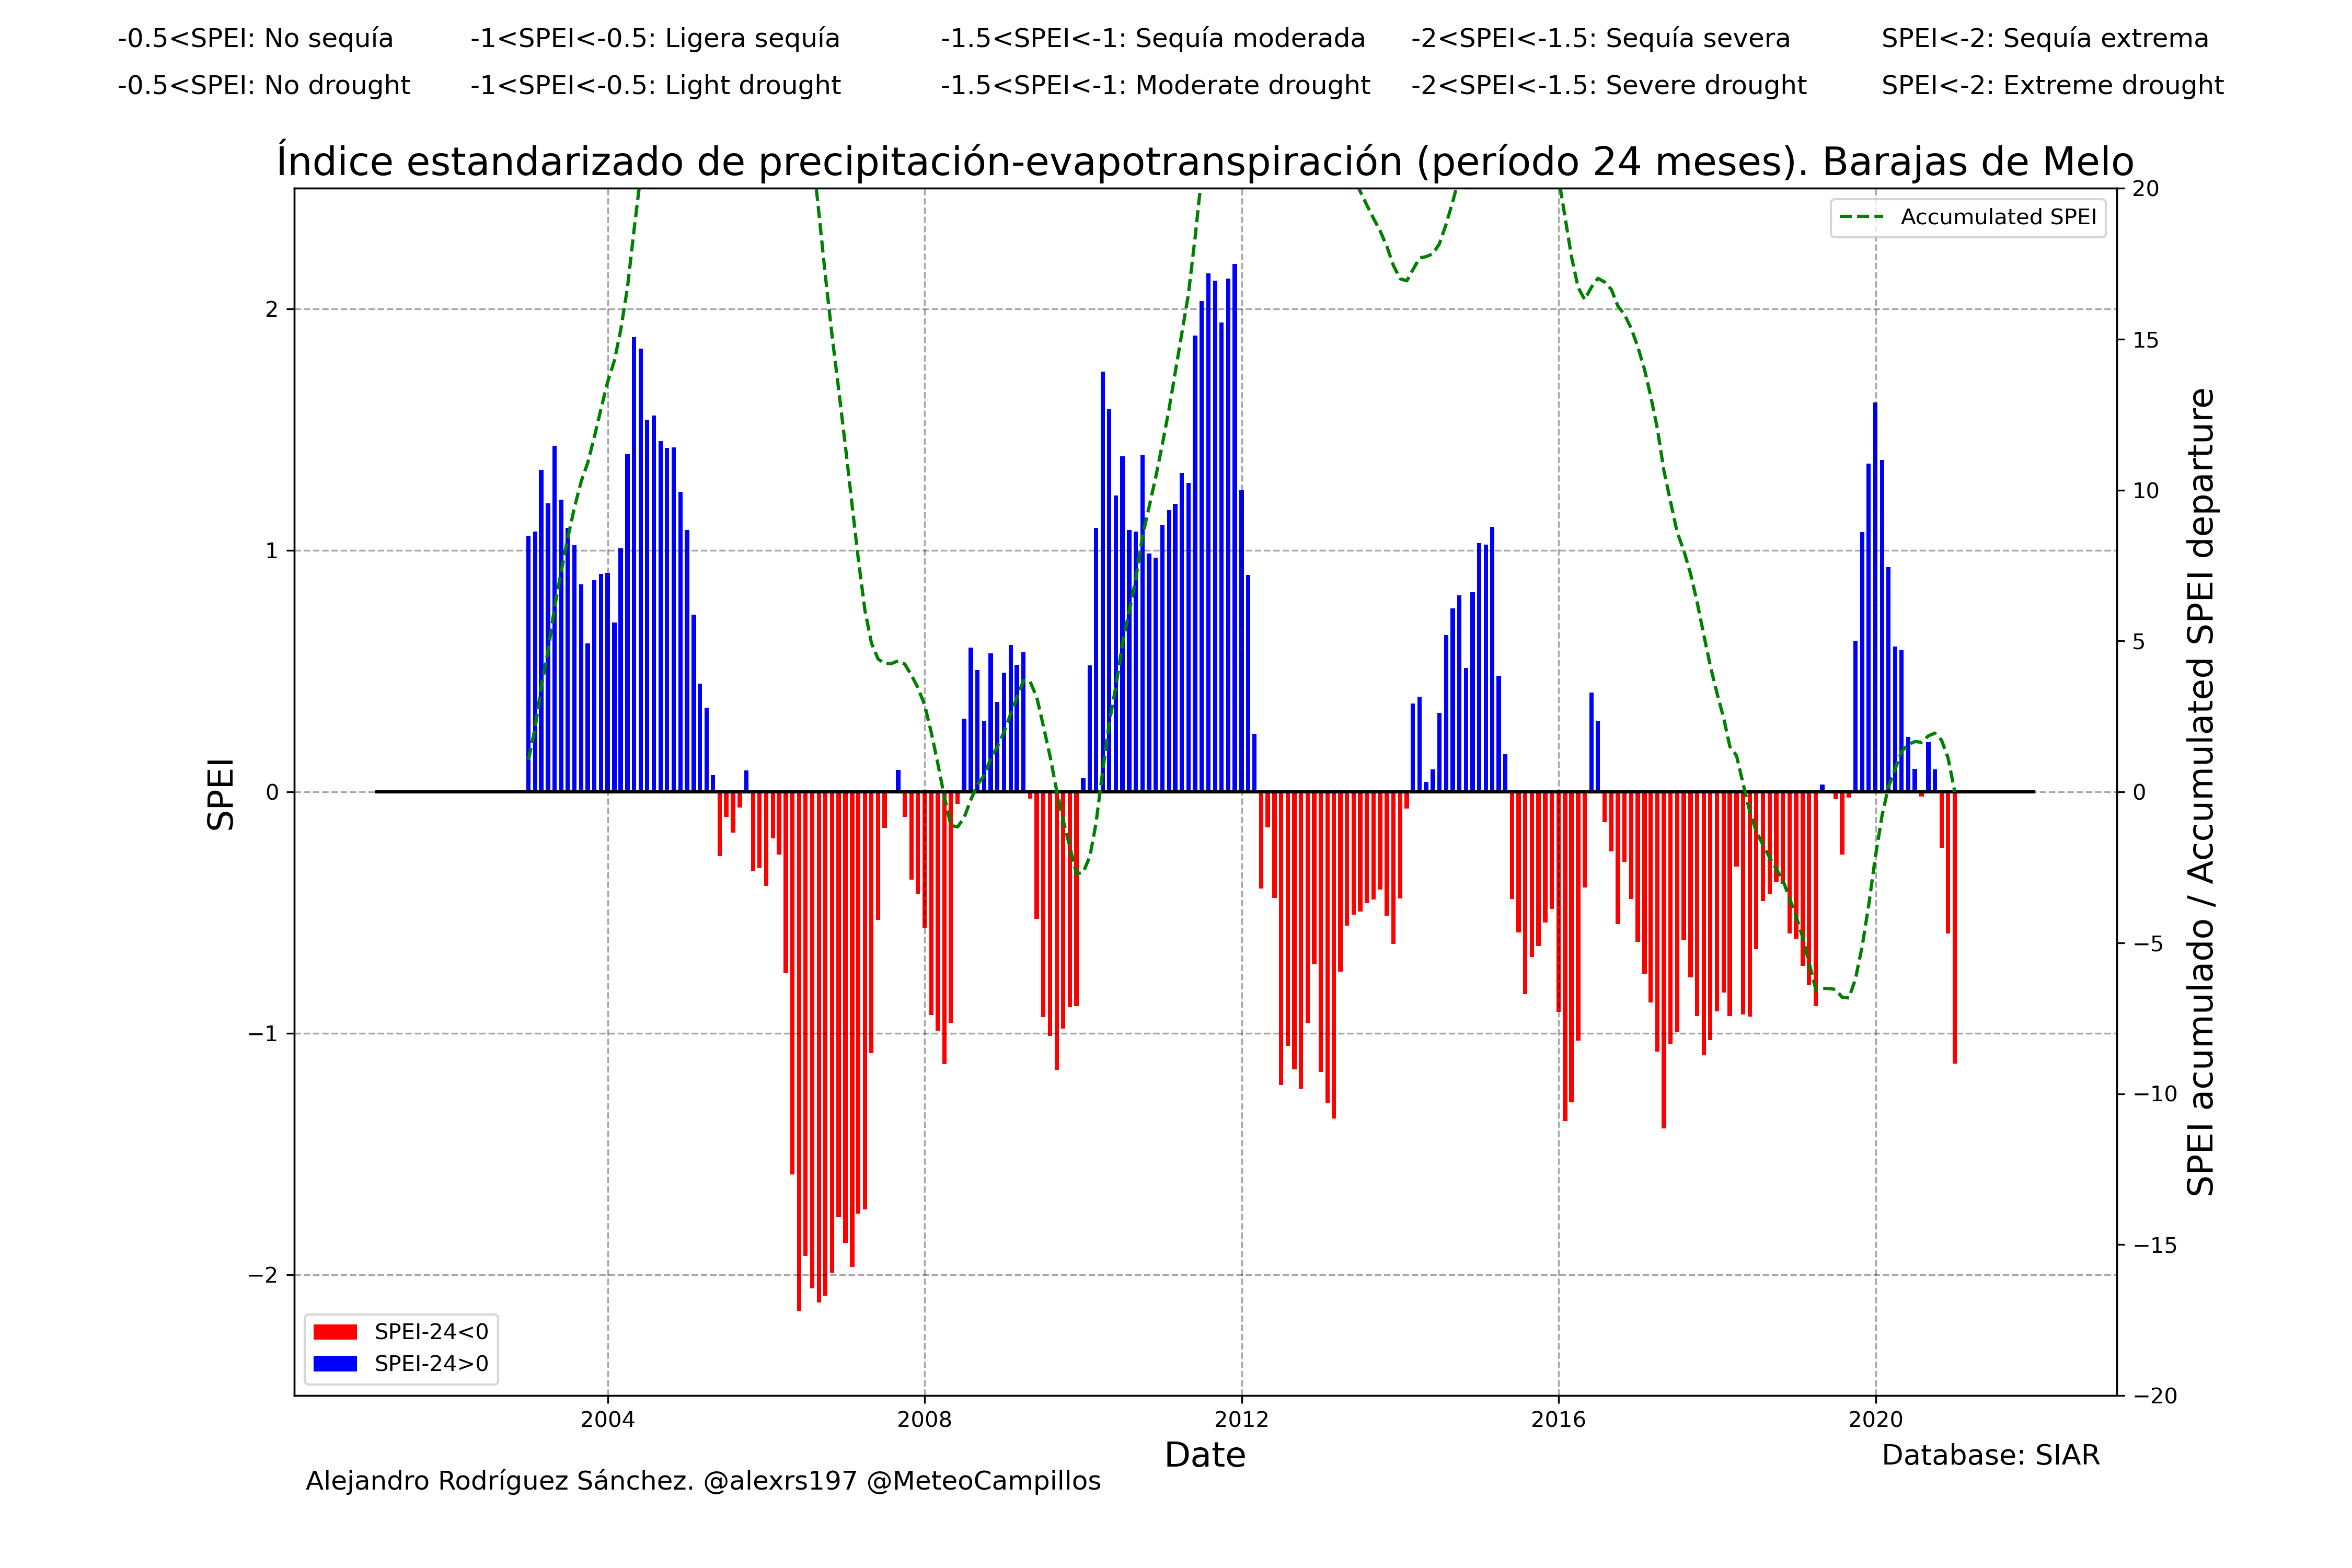 -0.5<SPEI: No sequía -1<SPEI<-0.5: Ligera sequía -1.5<SPEI<-1: Sequía moderada -2<SPEI<-1.5: Sequía severa SPEI<-2: Sequía extrema
-0.5<SPEI: No drought -1<SPEI<-0.5: Light drought -1.5<SPEI<-1: Moderate drought -2<SPEI<-1.5: Severe drought SPEI<-2: Extreme drought
Índice estandarizado de precipitación-evapotranspiración (período 24 meses). Barajas de Melo
Accumulated SPEI
SPEI
2
1
0
−1
−2
20
15
10
5
0
−5
−10
−15
−20
SPEI acumulado / Accumulated SPEI departure
SPEI-24<0
SPEI-24>0
2004 2008 2012 2016 2020
Date
Database: SIAR
Alejandro Rodríguez Sánchez. @alexrs197 @MeteoCampillos